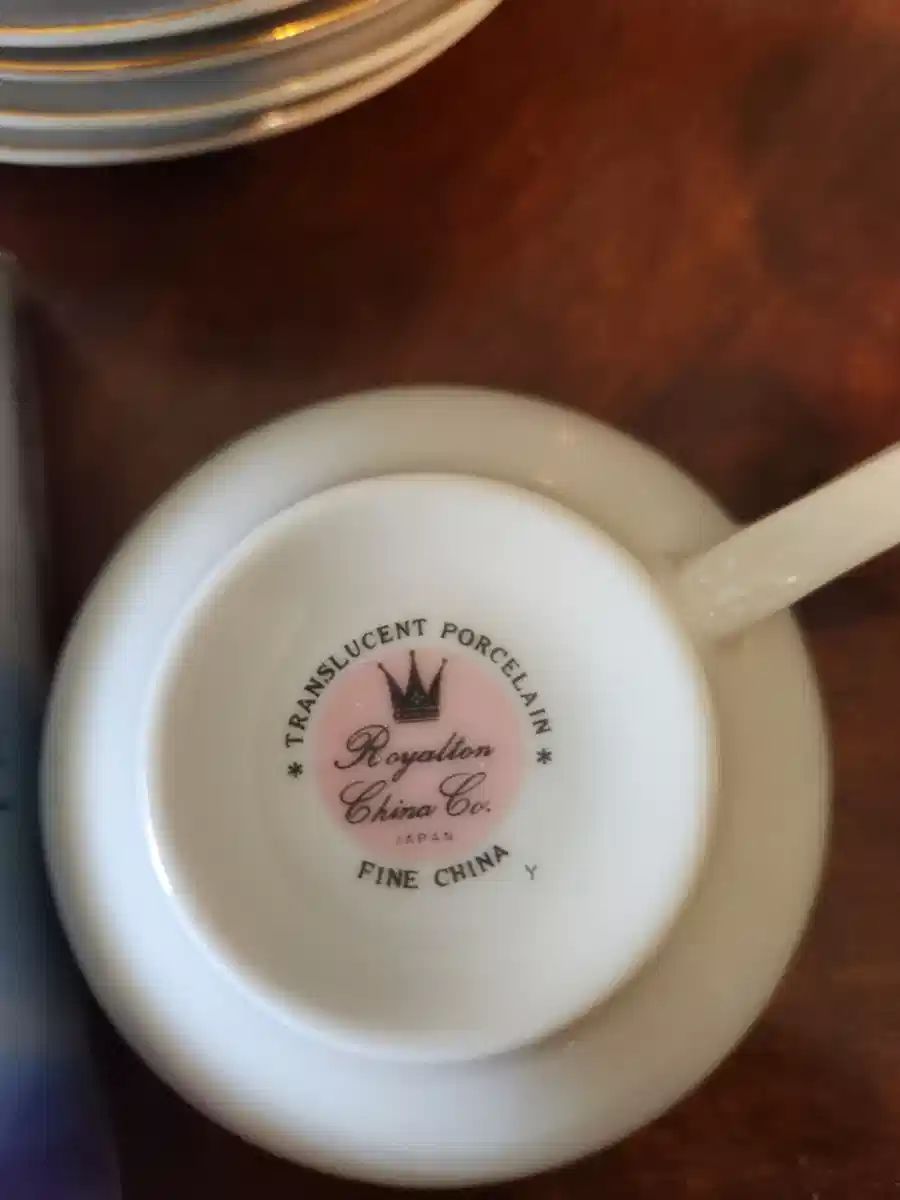 * TRANSLUCENT PORCELAIN *
Royalton
China Co.
JAPAN
FINE CHINA
Y